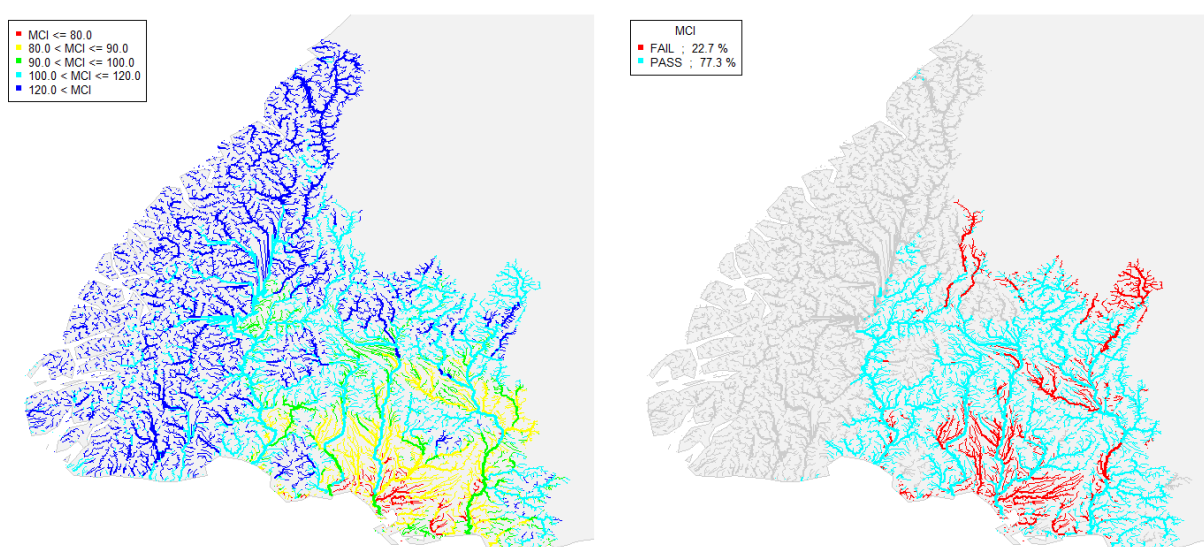 MCI <= 80.0
80.0 < MCI <= 90.0
90.0 < MCI <= 100.0
100.0 < MCI <= 120.0
120.0 < MCI
MCI
FAIL ; 22.7 %
PASS ; 77.3 %